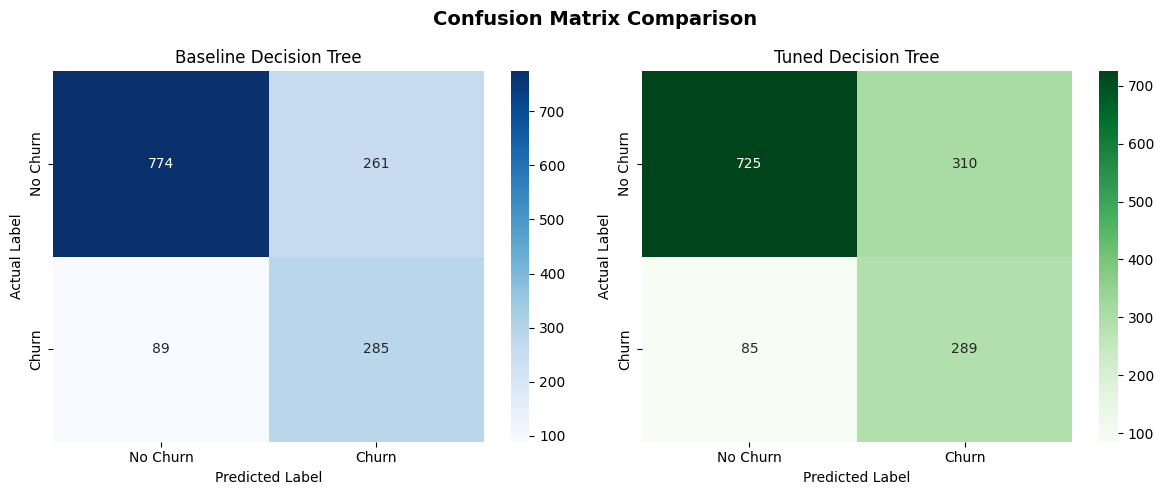 Confusion Matrix Comparison
Baseline Decision Tree
No Churn
Churn
Actual Label
774
261
89
285
No Churn
Churn
Predicted Label
700
600
500
400
300
200
100
Tuned Decision Tree
No Churn
Churn
Actual Label
725
310
85
289
No Churn
Churn
Predicted Label
700
600
500
400
300
200
100